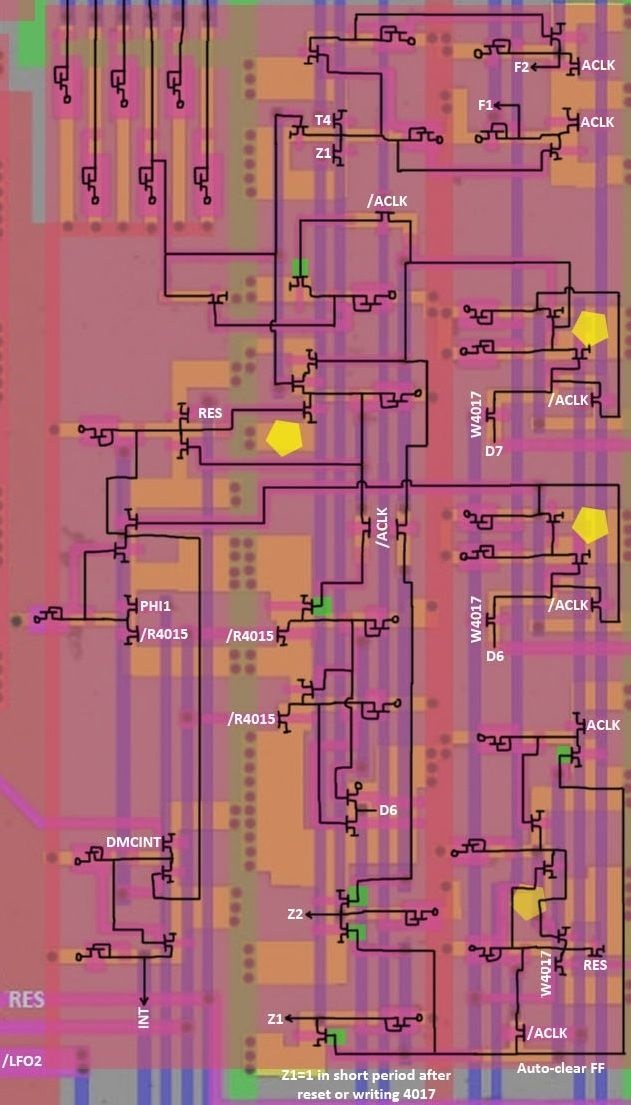 F2
ACLK
F1
T4
ACLK
Z1
/ACLK
/ACLK
W4017
RES
D7
/ACLK
/ACLK
PHI1
W4017
/R4015
/R4015
D6
/R4015
ACLK
D6
DMCINT
Z2
W4017
RES
RES
INT
Z1
/ACLK
/LFO2
Auto-clear FF
Z1=1 in short period after
reset or writing 4017